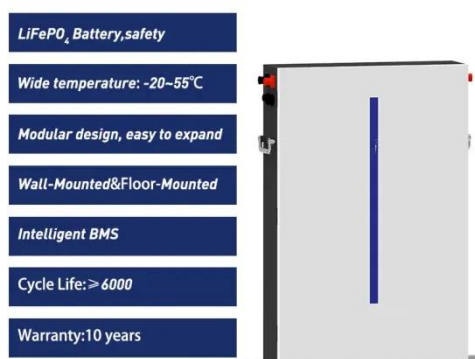 LiFePO₄ Battery,safety
Wide temperature: -20~55℃
Modular design, easy to expand
Wall-Mounted&Floor-Mounted
Intelligent BMS
Cycle Life:≥6000
Warranty:10 years